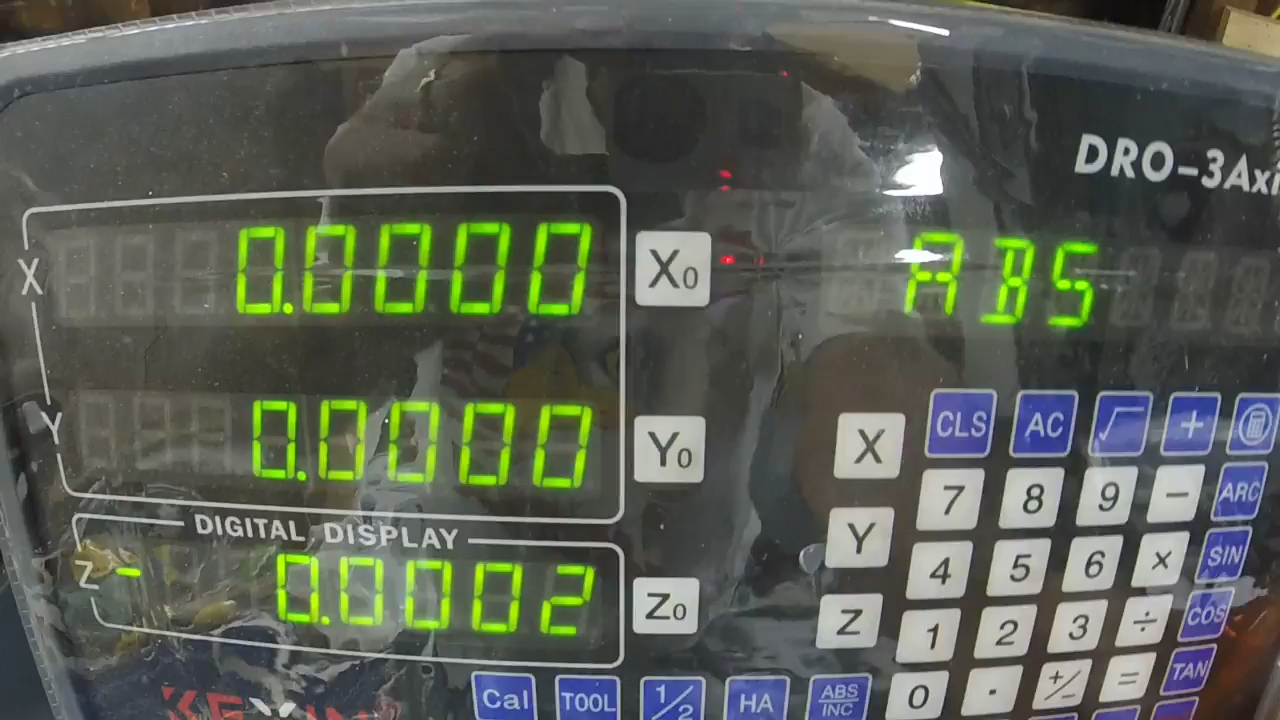 DRO-3Axi
X 0.0000 X0 ABS
Y 0.0000 Y0
DIGITAL DISPLAY
Z - 0.0002 Z0
X CLS AC √ +
7 8 9 − ARC
Y 4 5 6 × SIN
Z 1 2 3 ÷ COS
0 . +/− = TAN
Cal TOOL 1/2 HA ABS/INC
KEXIN